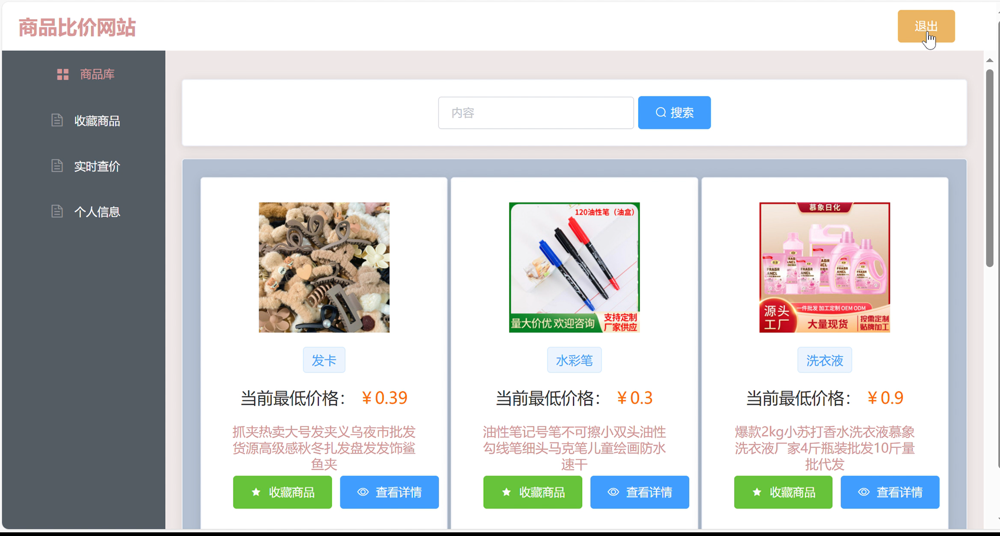 商品比价网站
退出
商品库
收藏商品
实时查价
个人信息
内容
搜索
120油性笔（油盒）
量大价优 欢迎咨询
支持定制
厂家供应
慕象日化
FRAGR
ANCL
FRAGR
ANCL
FRAGR
ANCL
FRAGR
ANCL
源头
工厂
一件批发 加工定制 OEM ODM
大量现货
按需定制
贴牌加工
发卡
水彩笔
洗衣液
当前最低价格： ￥0.39
当前最低价格： ￥0.3
当前最低价格： ￥0.9
抓夹热卖大号发夹义乌夜市批发
货源高级感秋冬扎发盘发发饰鲨
鱼夹
油性笔记号笔不可擦小双头油性
勾线笔细头马克笔儿童绘画防水
速干
爆款2kg小苏打香水洗衣液慕象
洗衣液厂家4斤瓶装批发10斤量
批代发
收藏商品
查看详情
收藏商品
查看详情
收藏商品
查看详情